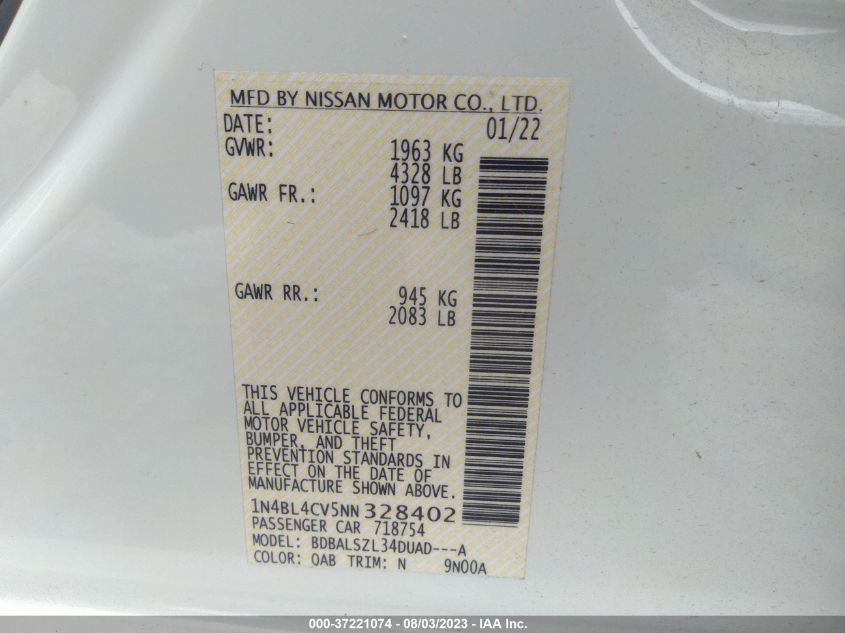 MFD BY NISSAN MOTOR CO., LTD.
DATE: 01/22
GVWR: 1963 KG
4328 LB
GAWR FR.: 1097 KG
2418 LB
GAWR RR.: 945 KG
2083 LB
THIS VEHICLE CONFORMS TO
ALL APPLICABLE FEDERAL
MOTOR VEHICLE SAFETY,
BUMPER, AND THEFT
PREVENTION STANDARDS IN
EFFECT ON THE DATE OF
MANUFACTURE SHOWN ABOVE.
1N4BL4CV5NN328402
PASSENGER CAR 718754
MODEL: BDBALSZL34DUAD---A
COLOR: QAB TRIM: N 9N00A
000-37221074 - 08/03/2023 - IAA Inc.